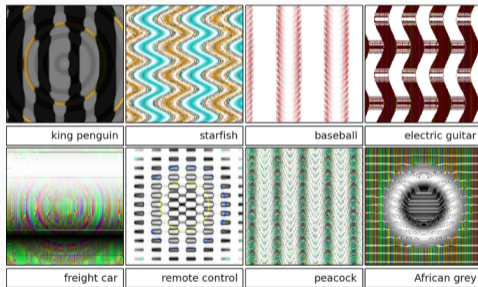 king penguin
starfish
baseball
electric guitar
freight car
remote control
peacock
African grey